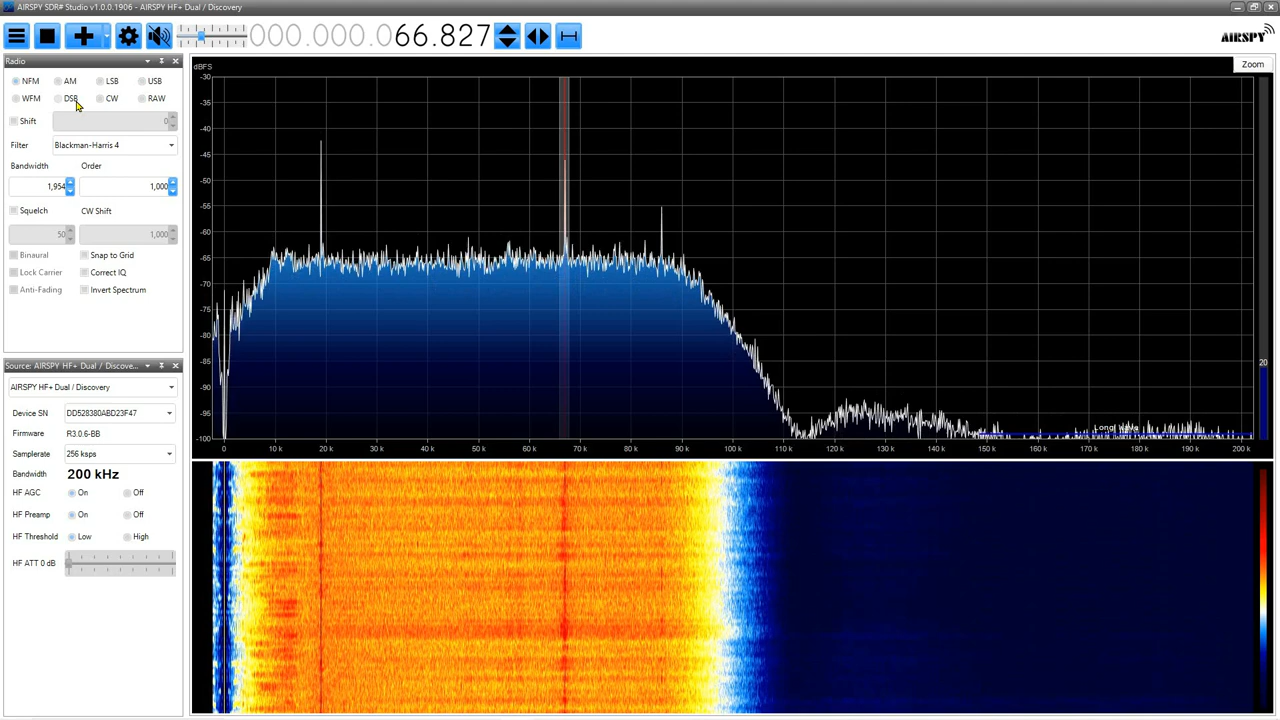 AIRSPY SDR# Studio v1.0.0.1906 - AIRSPY HF+ Dual / Discovery
000.000.066.827
AIRSPY
Radio
NFM AM LSB USB
WFM DSB CW RAW
Shift 0
Filter Blackman-Harris 4
Bandwidth Order
1,954 1,000
Squelch CW Shift
50 1,000
Binaural Snap to Grid
Lock Carrier Correct IQ
Anti-Fading Invert Spectrum
Source: AIRSPY HF+ Dual / Discove...
AIRSPY HF+ Dual / Discovery
Device SN DD528380ABD23F47
Firmware R3.0.6-BB
Samplerate 256 ksps
Bandwidth 200 kHz
HF AGC On Off
HF Preamp On Off
HF Threshold Low High
HF ATT 0 dB
dBFS
Zoom
-30
-35
-40
-45
-50
-55
-60
-65
-70
-75
-80
-85
-90
-95
-100
20
Long Wave
0 10 k 20 k 30 k 40 k 50 k 60 k 70 k 80 k 90 k 100 k 110 k 120 k 130 k 140 k 150 k 160 k 170 k 180 k 190 k 200 k